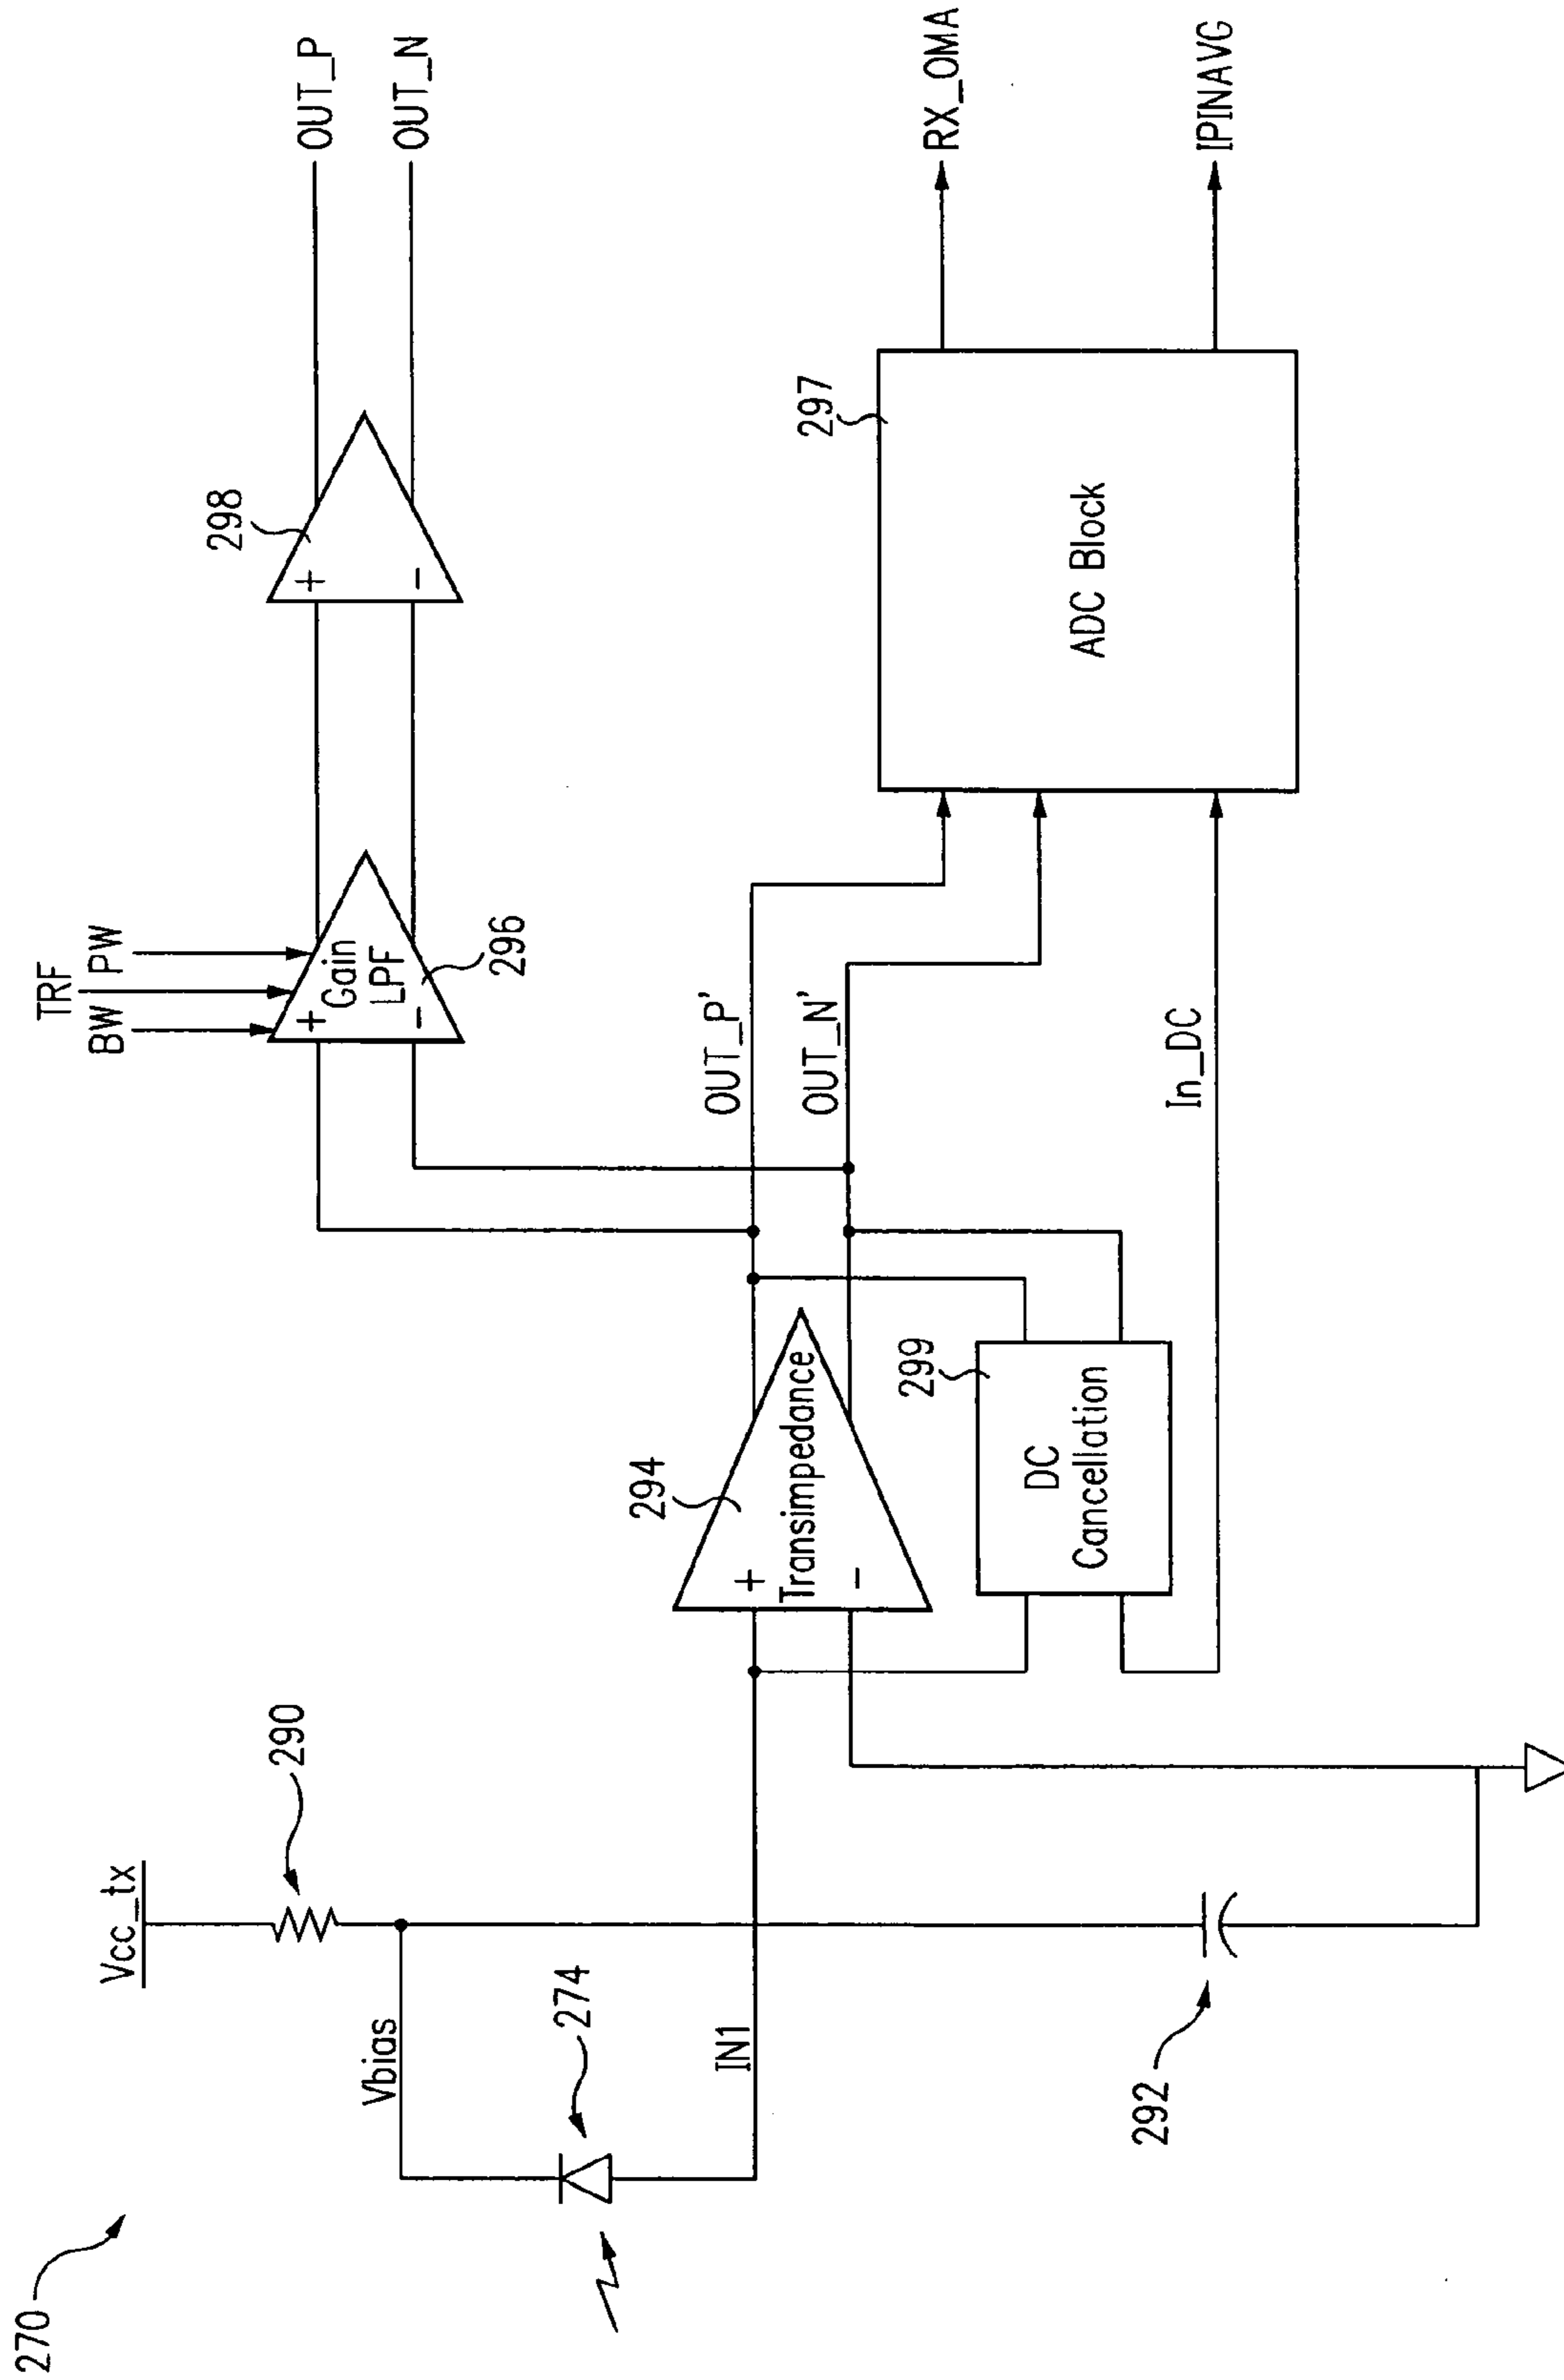 270
Vcc_tx
290
Vbias
274
IN1
292
294
+
Transimpedance
-
299
DC
Cancellation
OUT_P'
OUT_N'
In_DC
BW
TRF
PW
+
Gain
LPF
-
296
298
+
-
OUT_P
OUT_N
297
ADC Block
RX_OMA
IPINAVG